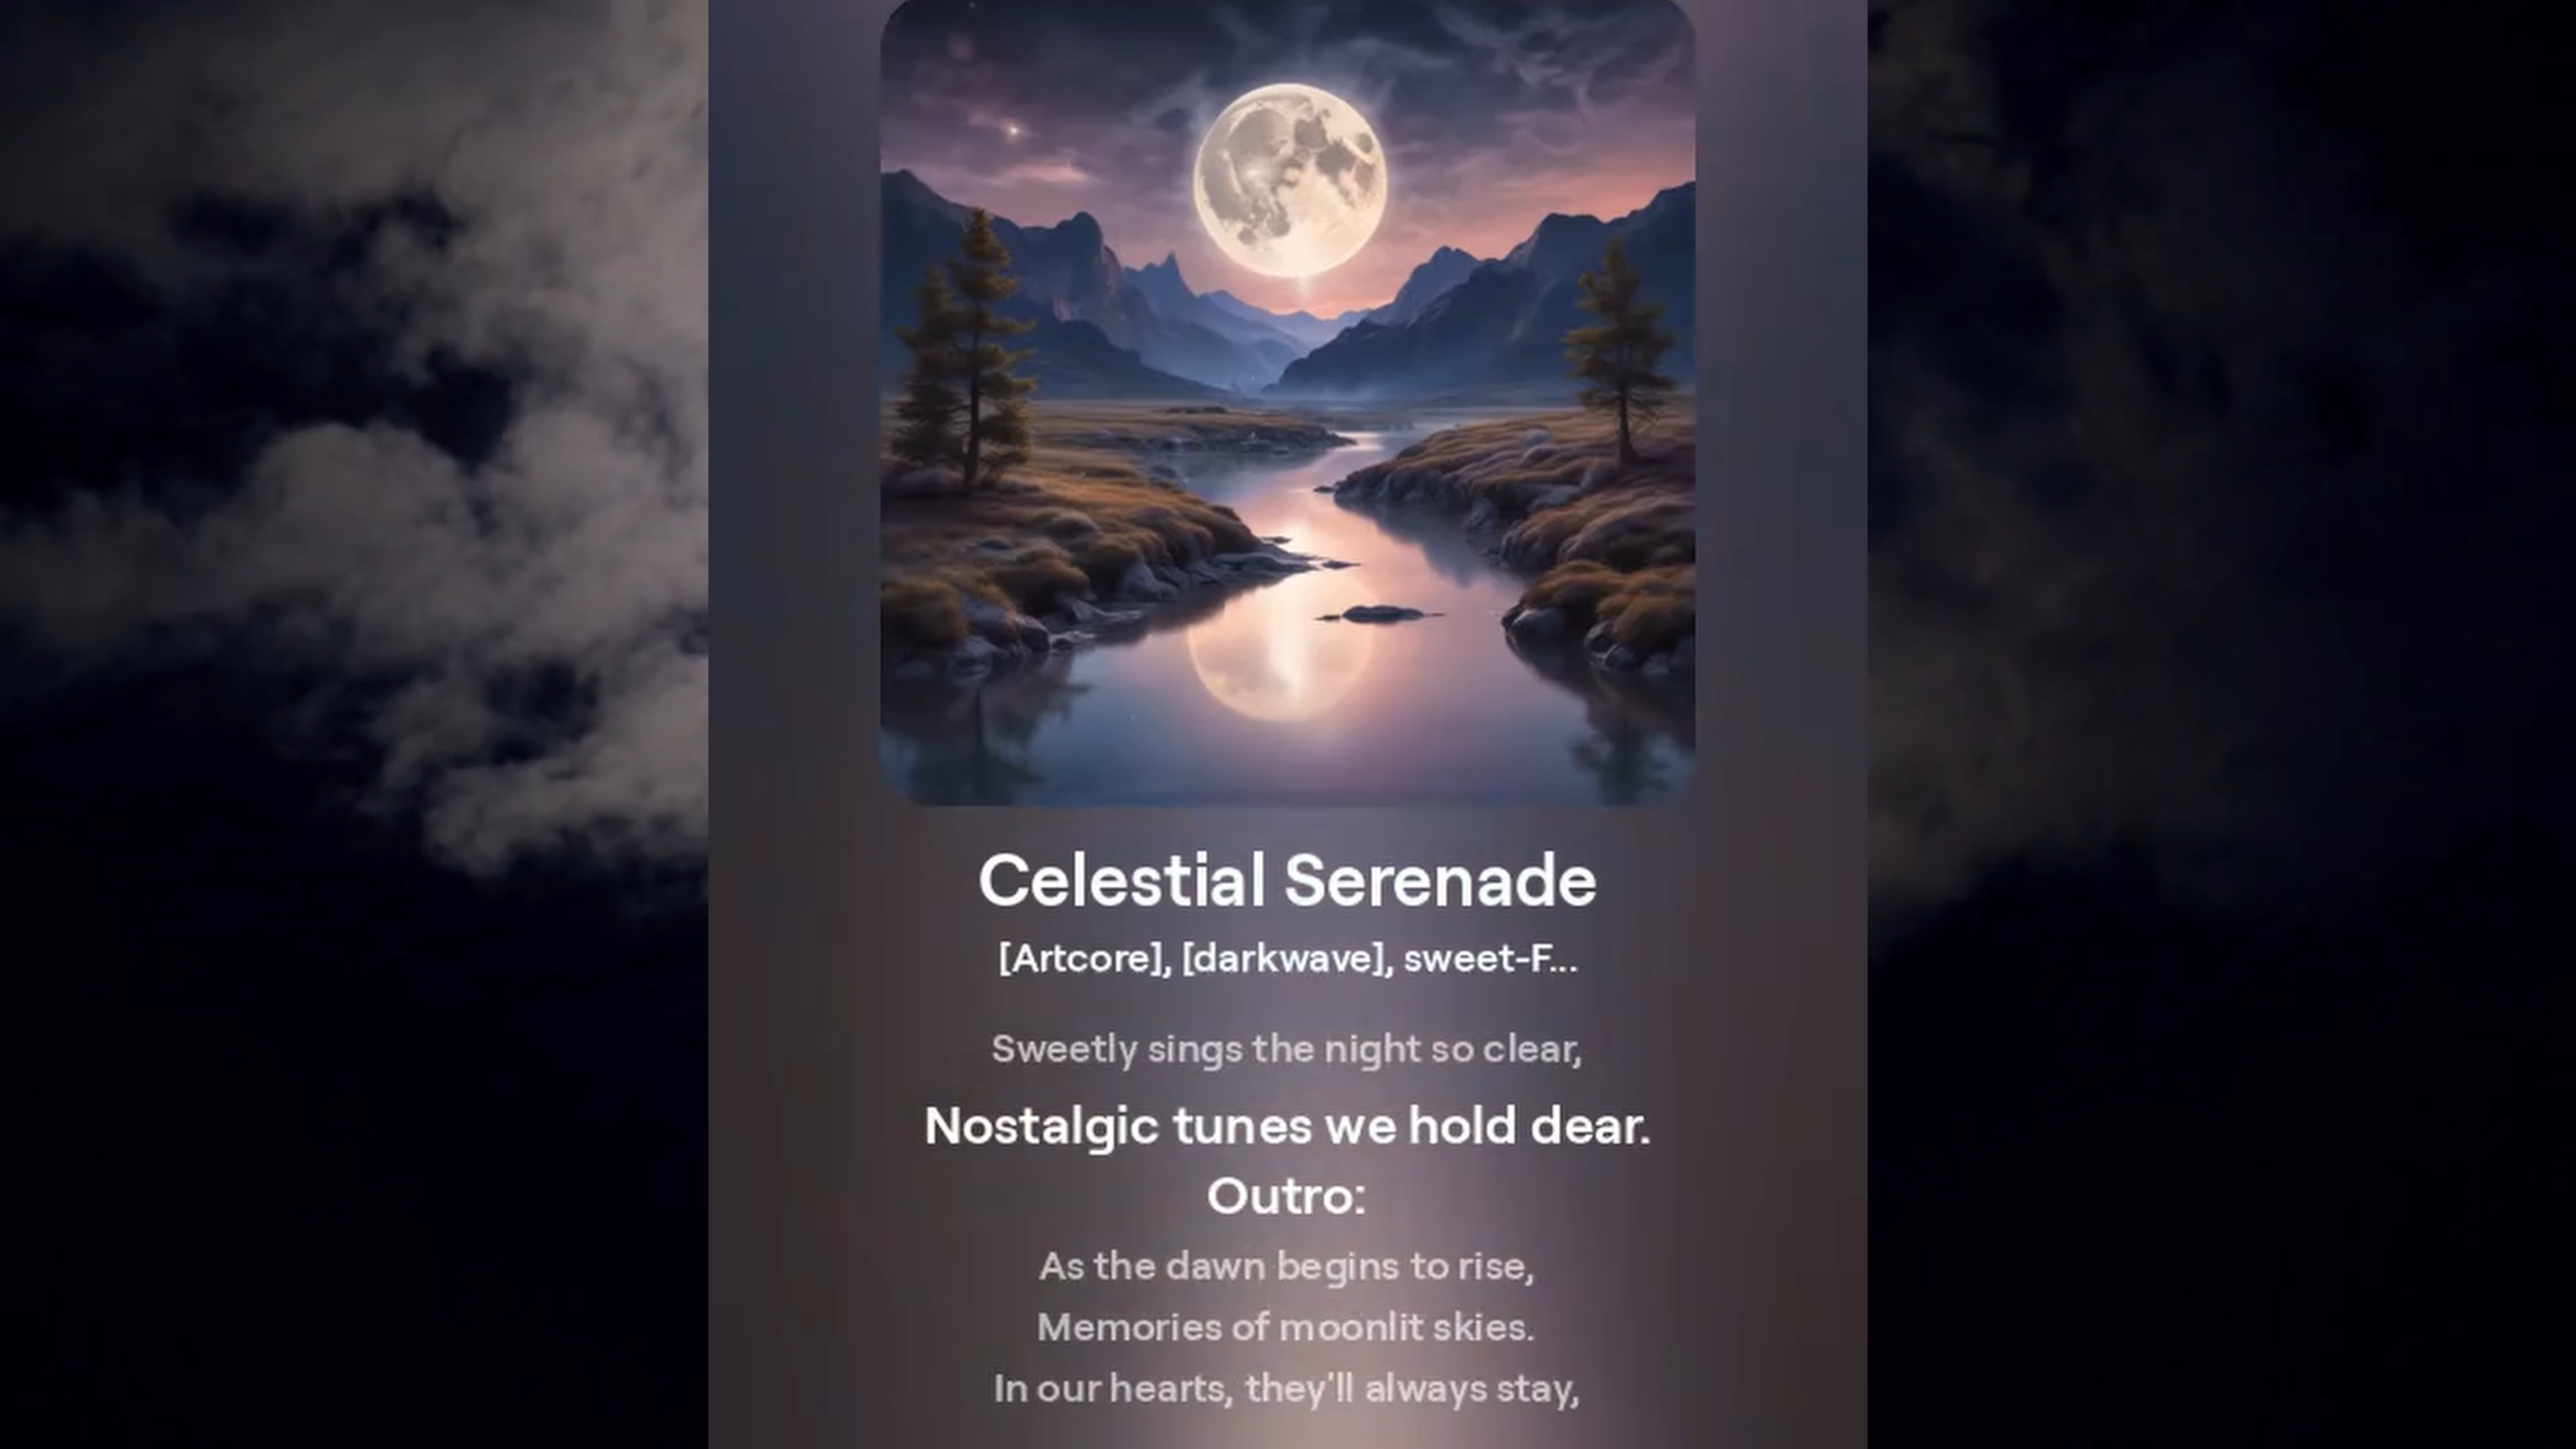 Celestial Serenade
[Artcore], [darkwave], sweet-F...
Sweetly sings the night so clear,
Nostalgic tunes we hold dear.
Outro:
As the dawn begins to rise,
Memories of moonlit skies.
In our hearts, they'll always stay,